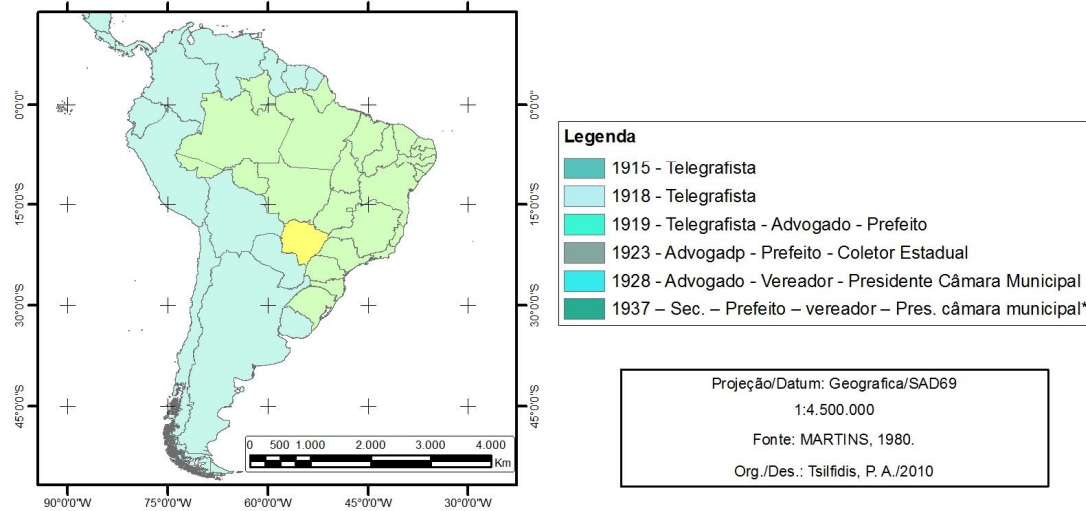 0°0'0"
15°0'0"S
30°0'0"S
45°0'0"S
0°0'0"
15°0'0"S
30°0'0"S
45°0'0"S
0 500 1.000 2.000 3.000 4.000
Km
90°0'0"W 75°0'0"W 60°0'0"W 45°0'0"W 30°0'0"W
Legenda
1915 - Telegrafista
1918 - Telegrafista
1919 - Telegrafista - Advogado - Prefeito
1923 - Advogadp - Prefeito - Coletor Estadual
1928 - Advogado - Vereador - Presidente Câmara Municipal
1937 – Sec. – Prefeito – vereador – Pres. câmara municipal*
Projeção/Datum: Geografica/SAD69
1:4.500.000
Fonte: MARTINS, 1980.
Org./Des.: Tsilfidis, P. A./2010